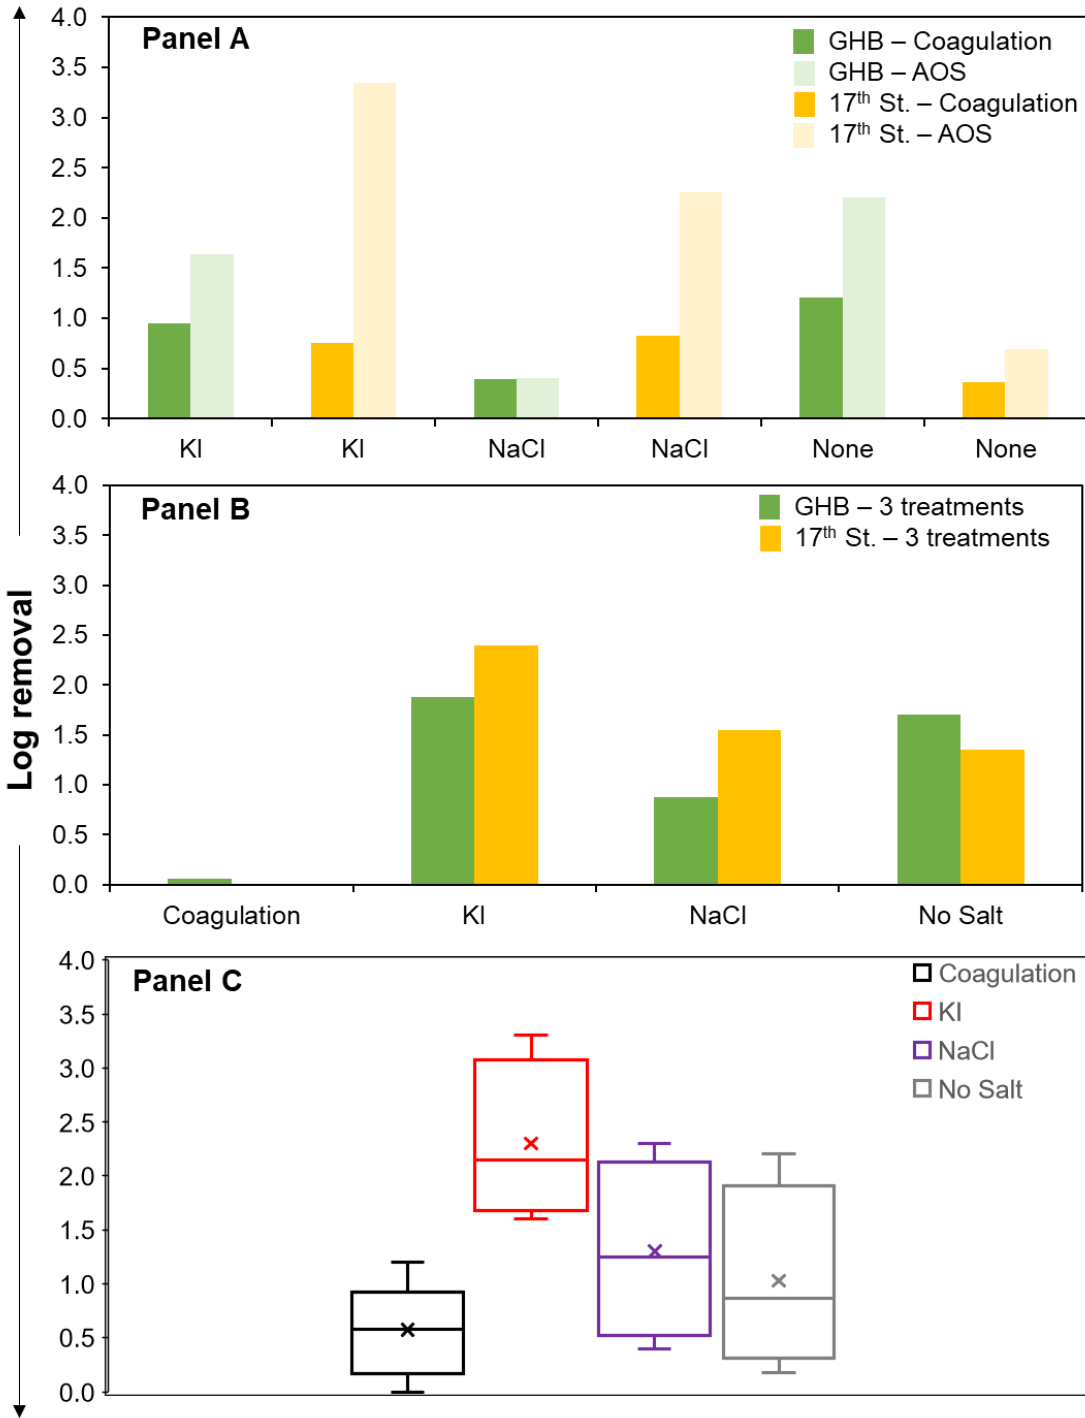 Log removal
Panel A
GHB – Coagulation
GHB – AOS
17th St. – Coagulation
17th St. – AOS
4.0
3.5
3.0
2.5
2.0
1.5
1.0
0.5
0.0
KI KI NaCl NaCl None None
Panel B
GHB – 3 treatments
17th St. – 3 treatments
4.0
3.5
3.0
2.5
2.0
1.5
1.0
0.5
0.0
Coagulation KI NaCl No Salt
Panel C
Coagulation
KI
NaCl
No Salt
4.0
3.5
3.0
2.5
2.0
1.5
1.0
0.5
0.0